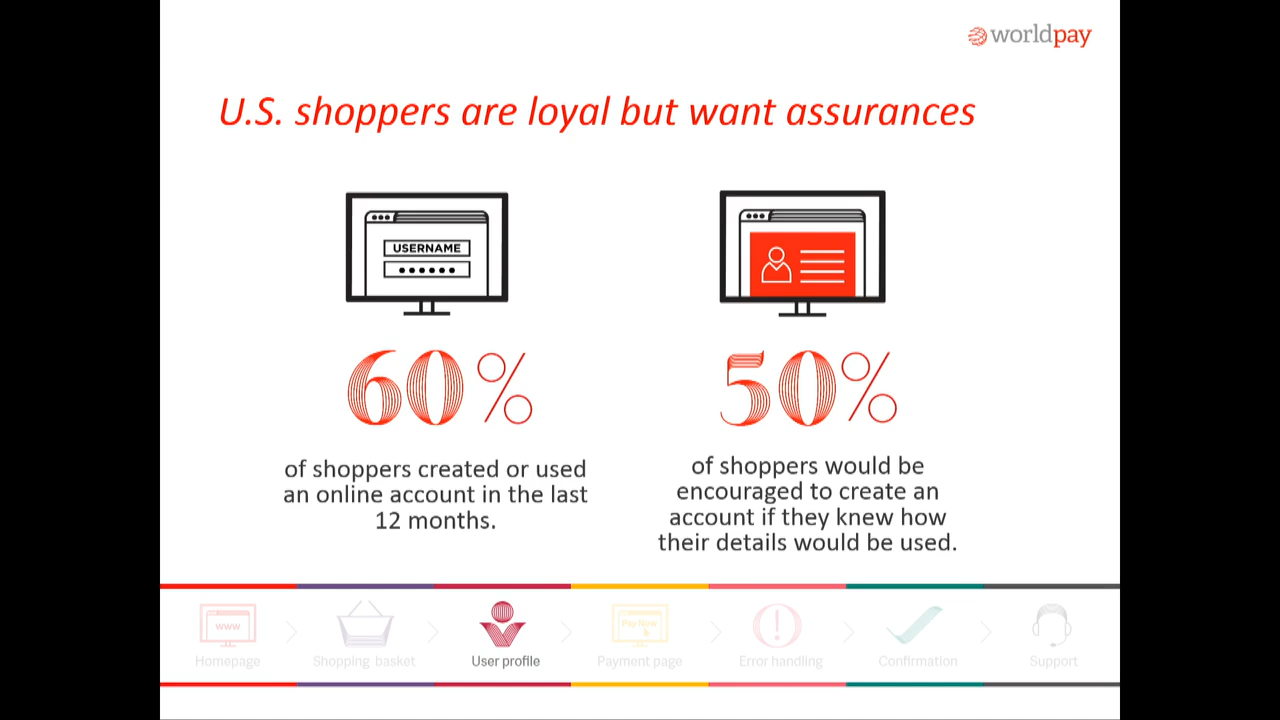 worldpay
U.S. shoppers are loyal but want assurances
USERNAME
60%
of shoppers created or used
an online account in the last
12 months.
50%
of shoppers would be
encouraged to create an
account if they knew how
their details would be used.
www
Pay Now
Homepage
Shopping basket
User profile
Payment page
Error handling
Confirmation
Support